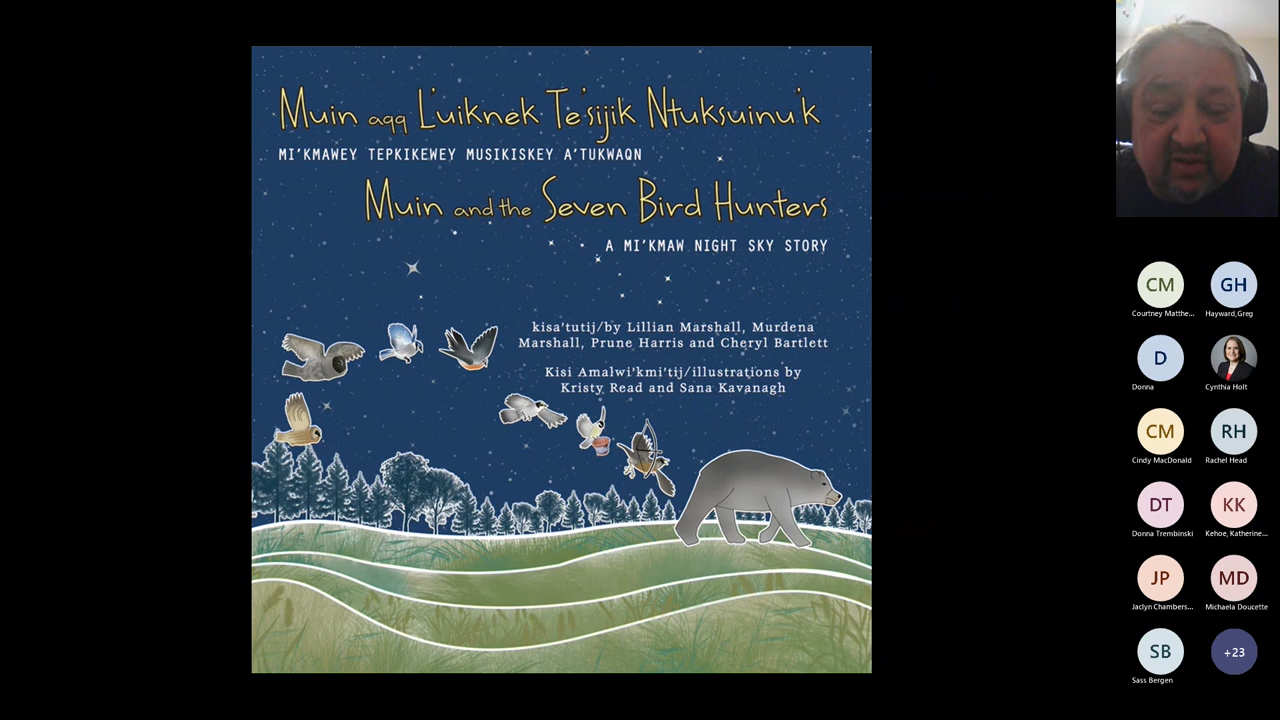 Muin aqq L'uiknek Te'sijik Ntuksuinu'k
MI'KMAWEY TEPKIKEWEY MUSIKISKEY A'TUKWAQN
Muin and the Seven Bird Hunters
A MI'KMAW NIGHT SKY STORY
kisa'tutij/by Lillian Marshall, Murdena
Marshall, Prune Harris and Cheryl Bartlett
Kisi Amalwi'kmi'tij/illustrations by
Kristy Read and Sana Kavanagh
CM
Courtney Matthe...
GH
Hayward,Greg
D
Donna
Cynthia Holt
CM
Cindy MacDonald
RH
Rachel Head
DT
Donna Trembinski
KK
Kehoe, Katherine...
JP
Jaclyn Chambers...
MD
Michaela Doucette
SB
Sass Bergen
+23